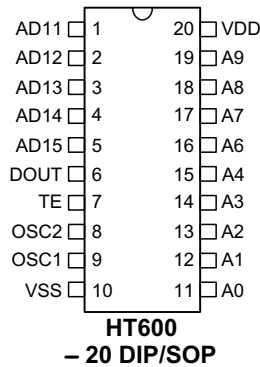 AD11 1 20 VDD
AD12 2 19 A9
AD13 3 18 A8
AD14 4 17 A7
AD15 5 16 A6
DOUT 6 15 A4
TE 7 14 A3
OSC2 8 13 A2
OSC1 9 12 A1
VSS 10 11 A0
HT600
– 20 DIP/SOP